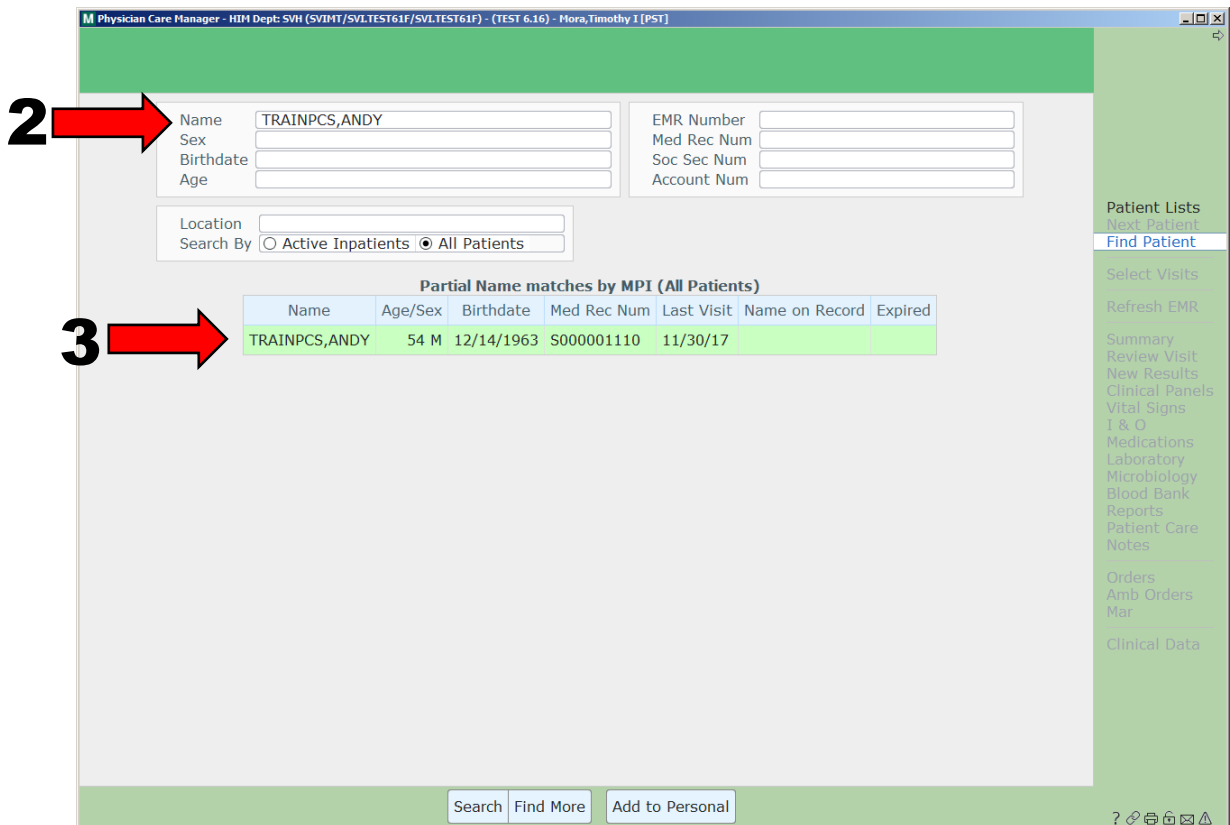 M Physician Care Manager - HIM Dept: SVH (SVIMT/SVI.TEST61F/SVI.TEST61F) - (TEST 6.16) - Mora,Timothy I [PST]
2
Name TRAINPCS,ANDY
Sex
Birthdate
Age
EMR Number
Med Rec Num
Soc Sec Num
Account Num
Location
Search By Active Inpatients All Patients
Partial Name matches by MPI (All Patients)
Name Age/Sex Birthdate Med Rec Num Last Visit Name on Record Expired
3
TRAINPCS,ANDY 54 M 12/14/1963 S000001110 11/30/17
Patient Lists
Next Patient
Find Patient
Select Visits
Refresh EMR
Summary
Review Visit
New Results
Clinical Panels
Vital Signs
I & O
Medications
Laboratory
Microbiology
Blood Bank
Reports
Patient Care
Notes
Orders
Amb Orders
Mar
Clinical Data
Search Find More Add to Personal
?